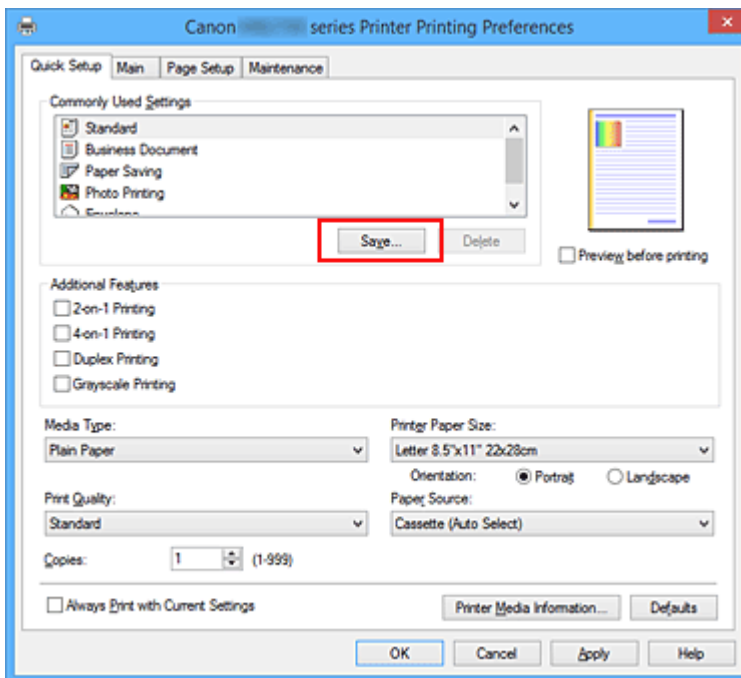 Canon series Printer Printing Preferences
Quick Setup Main Page Setup Maintenance
Commonly Used Settings
Standard
Business Document
Paper Saving
Photo Printing
Envelope
Save... Delete
Preview before printing
Additional Features
2-on-1 Printing
4-on-1 Printing
Duplex Printing
Grayscale Printing
Media Type:
Plain Paper
Printer Paper Size:
Letter 8.5"x11" 22x28cm
Orientation: Portrait Landscape
Print Quality:
Standard
Paper Source:
Cassette (Auto Select)
Copies: 1 (1-999)
Always Print with Current Settings
Printer Media Information... Defaults
OK Cancel Apply Help